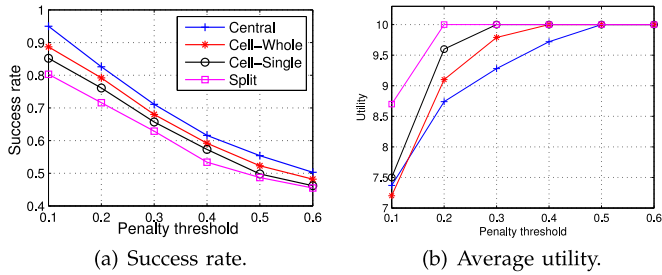 Success rate
1
0.9
0.8
0.7
0.6
0.5
0.4
0.1 0.2 0.3 0.4 0.5 0.6
Penalty threshold
Central
Cell-Whole
Cell-Single
Split
(a) Success rate.
Utility
10
9.5
9
8.5
8
7.5
7
0.1 0.2 0.3 0.4 0.5 0.6
Penalty threshold
(b) Average utility.